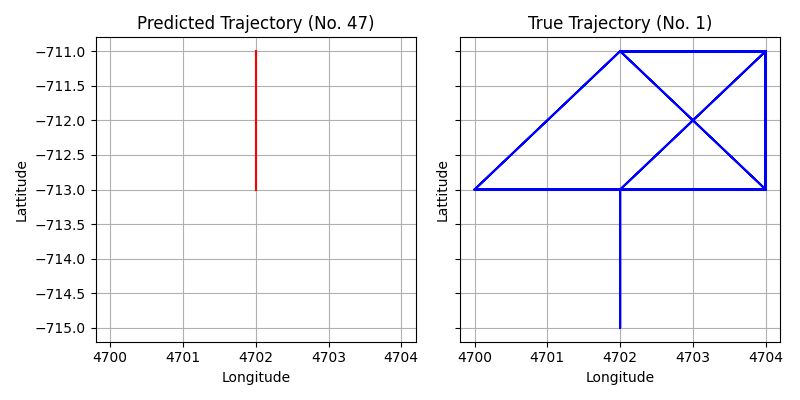 Predicted Trajectory (No. 47)
True Trajectory (No. 1)
−711.0
−711.5
−712.0
−712.5
−713.0
−713.5
−714.0
−714.5
−715.0
Lattitude
Lattitude
4700 4701 4702 4703 4704
4700 4701 4702 4703 4704
Longitude
Longitude